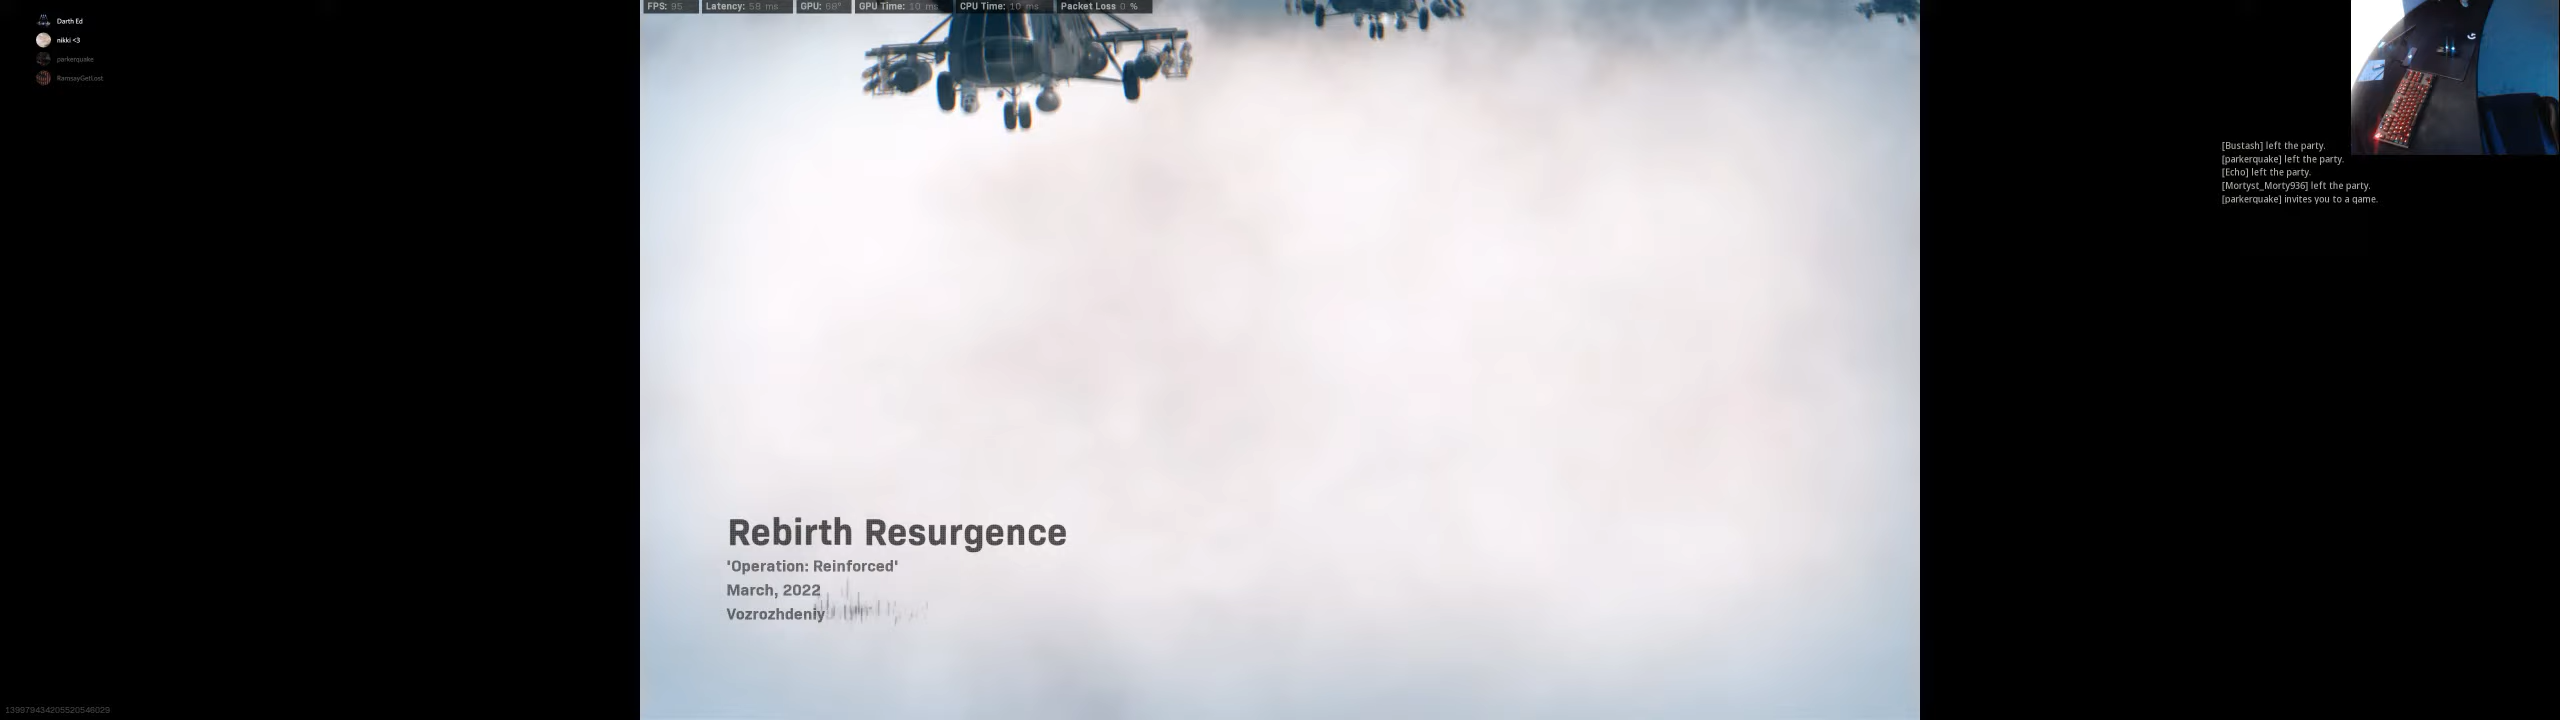 Darth Ed
nikki <3
parkerquake
RamsayGetLost
FPS: 95 Latency: 58 ms GPU: 68° GPU Time: 10 ms CPU Time: 10 ms Packet Loss 0 %
[Bustash] left the party.
[parkerquake] left the party.
[Echo] left the party.
[Mortyst_Morty936] left the party.
[parkerquake] invites you to a game.
Rebirth Resurgence
'Operation: Reinforced'
March, 2022
Vozrozhdeniy